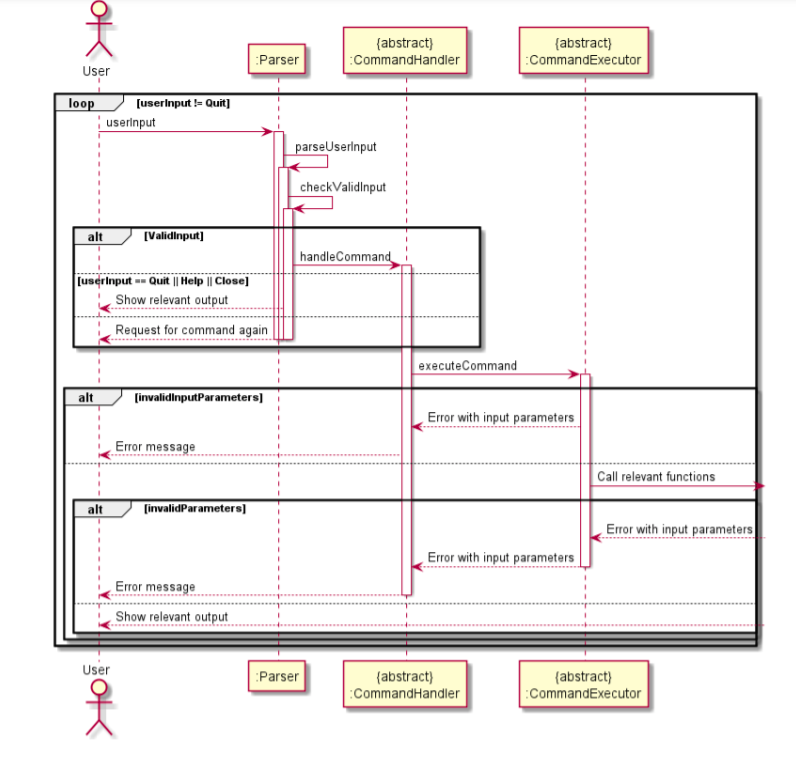 User
:Parser
{abstract}
:CommandHandler
{abstract}
:CommandExecutor
loop [userInput != Quit]
userInput
parseUserInput
checkValidInput
alt [ValidInput]
handleCommand
[userInput == Quit || Help || Close]
Show relevant output
Request for command again
executeCommand
alt [invalidInputParameters]
Error with input parameters
Error message
Call relevant functions
alt [invalidParameters]
Error with input parameters
Error with input parameters
Error message
Show relevant output
User
:Parser
{abstract}
:CommandHandler
{abstract}
:CommandExecutor